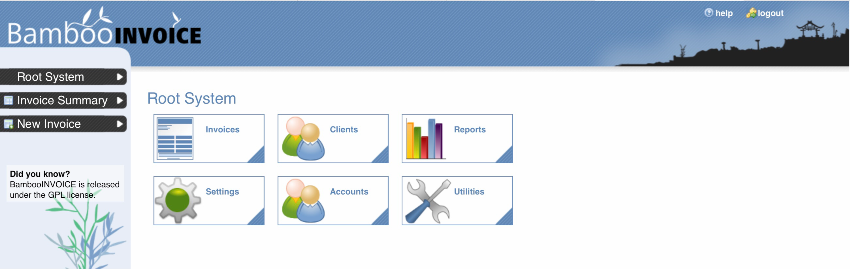 BambooINVOICE
help
logout
Root System
Invoice Summary
New Invoice
Did you know?
BambooINVOICE is released
under the GPL license.
Root System
Invoices
Clients
Reports
Settings
Accounts
Utilities